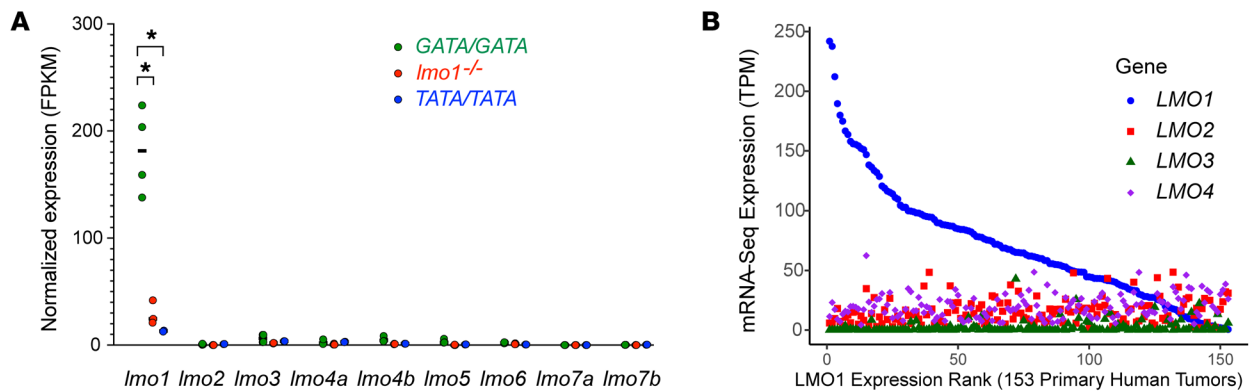 A
Normalized expression (FPKM)
300
200
100
0
*
*
GATA/GATA
lmo1-/-
TATA/TATA
lmo1 lmo2 lmo3 lmo4a lmo4b lmo5 lmo6 lmo7a lmo7b
B
mRNA-Seq Expression (TPM)
250
200
150
100
50
0
Gene
LMO1
LMO2
LMO3
LMO4
0 50 100 150
LMO1 Expression Rank (153 Primary Human Tumors)